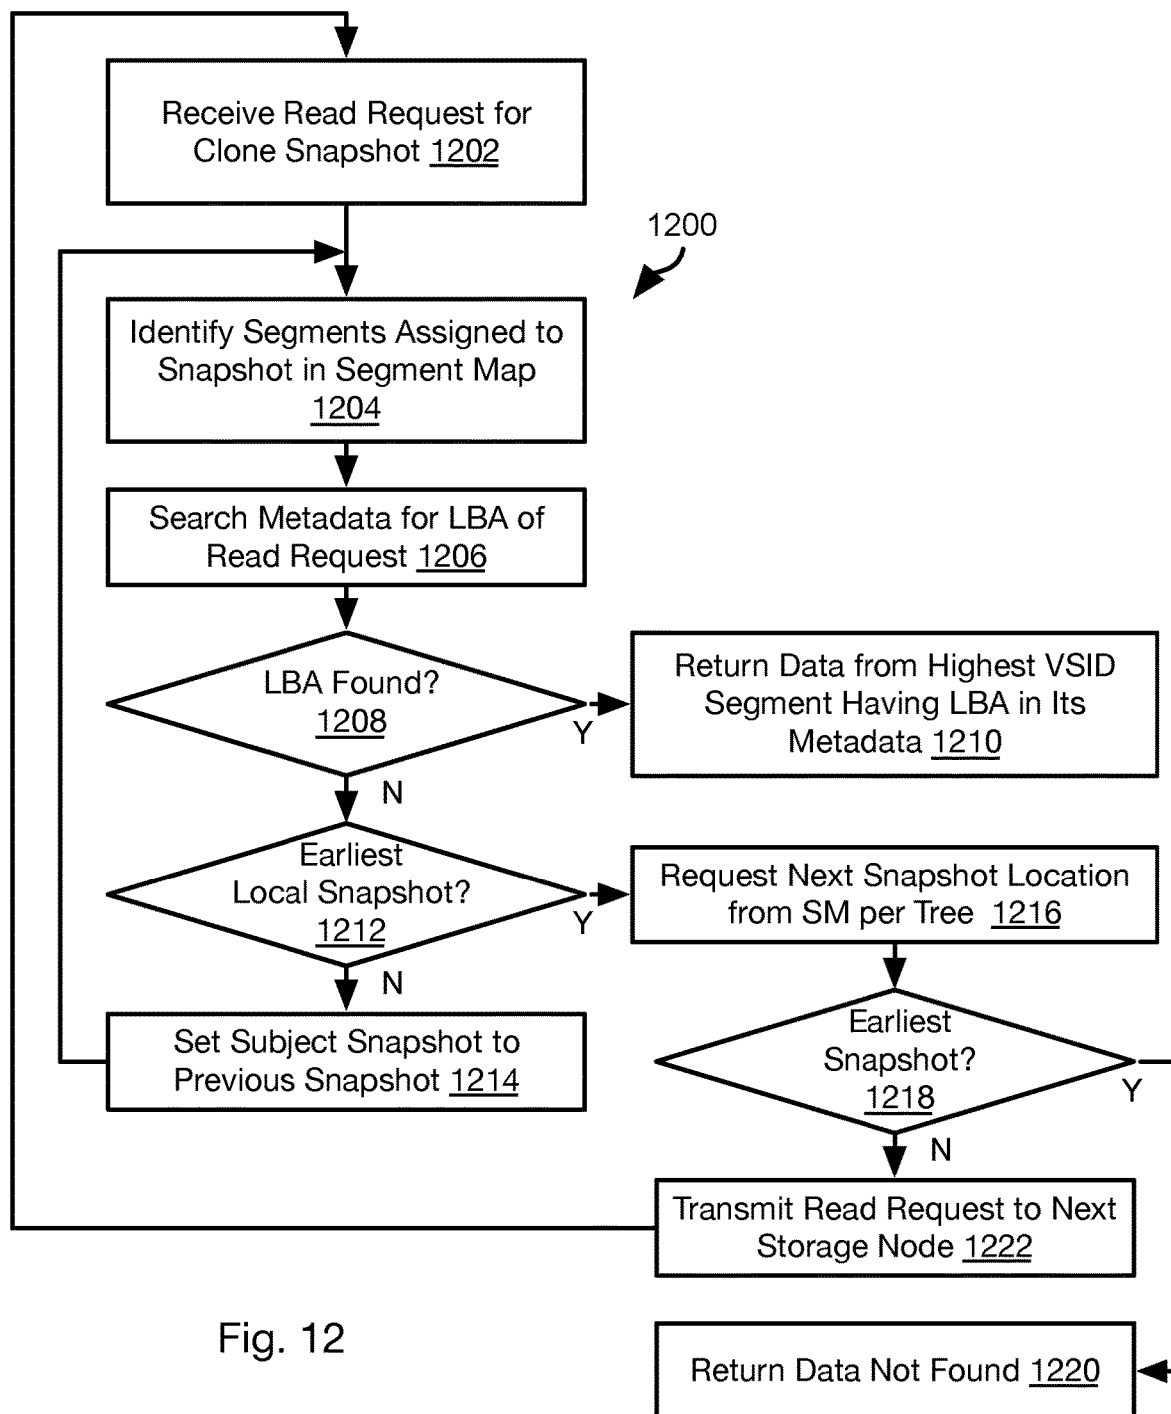 Receive Read Request for
Clone Snapshot 1202
1200
Identify Segments Assigned to
Snapshot in Segment Map
1204
Search Metadata for LBA of
Read Request 1206
LBA Found?
1208
Y
N
Return Data from Highest VSID
Segment Having LBA in Its
Metadata 1210
Earliest
Local Snapshot?
1212
Y
N
Request Next Snapshot Location
from SM per Tree 1216
Set Subject Snapshot to
Previous Snapshot 1214
Earliest
Snapshot?
1218
Y
N
Transmit Read Request to Next
Storage Node 1222
Fig. 12
Return Data Not Found 1220